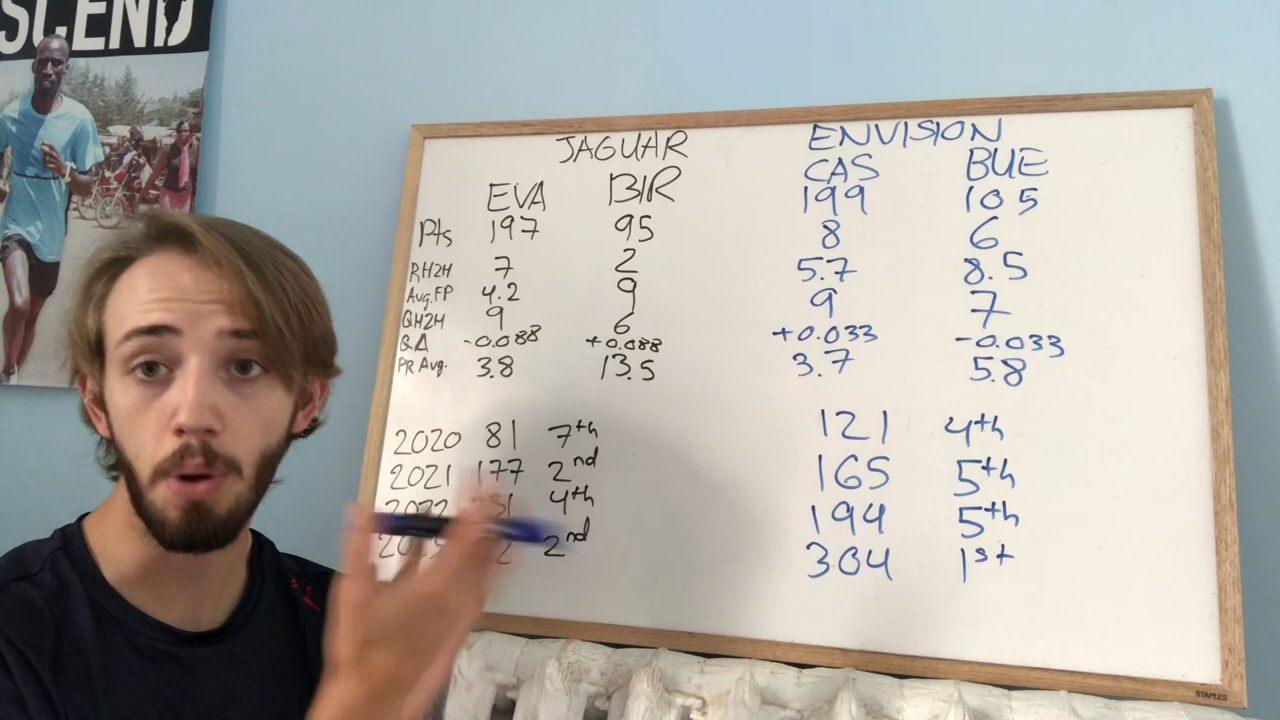 SCEND
JAGUAR
EVA BIR
Pts 197 95
RH2H 7 2
Avg.FP 4.2 9
QH2H 9 6
QΔ -0.088 +0.088
PR Avg. 3.8 13.5
2020 81 7th
2021 177 2nd
2022 4th
2nd
ENVISION
CAS BUE
199 105
8 6
5.7 8.5
9 7
+0.033 -0.033
3.7 5.8
121 4th
165 5th
194 5th
304 1st
STAPLES